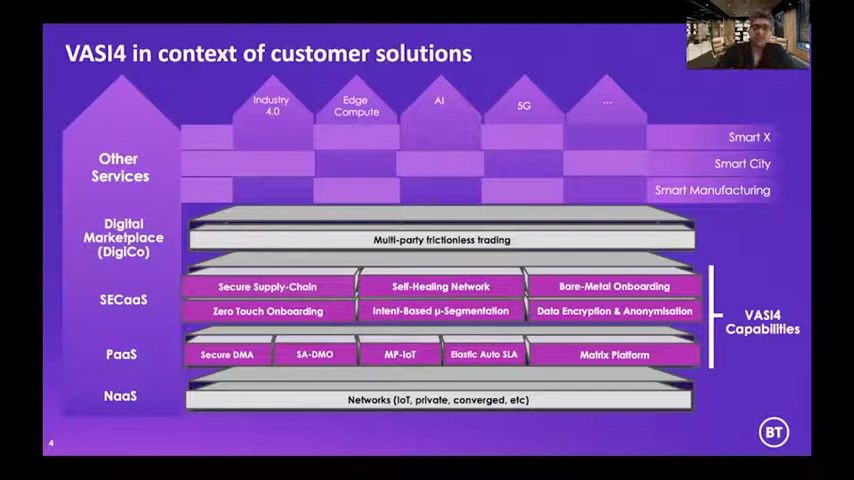 VASI4 in context of customer solutions
Industry
4.0
Edge
Compute
AI
5G
...
Other
Services
Smart X
Smart City
Smart Manufacturing
Digital
Marketplace
(DigiCo)
Multi-party frictionless trading
SECaaS
Secure Supply-Chain
Self-Healing Network
Bare-Metal Onboarding
Zero Touch Onboarding
Intent-Based µ-Segmentation
Data Encryption & Anonymisation
VASI4
Capabilities
PaaS
Secure DMA
SA-DMO
MP-IoT
Elastic Auto SLA
Matrix Platform
NaaS
Networks (IoT, private, converged, etc)
4
BT